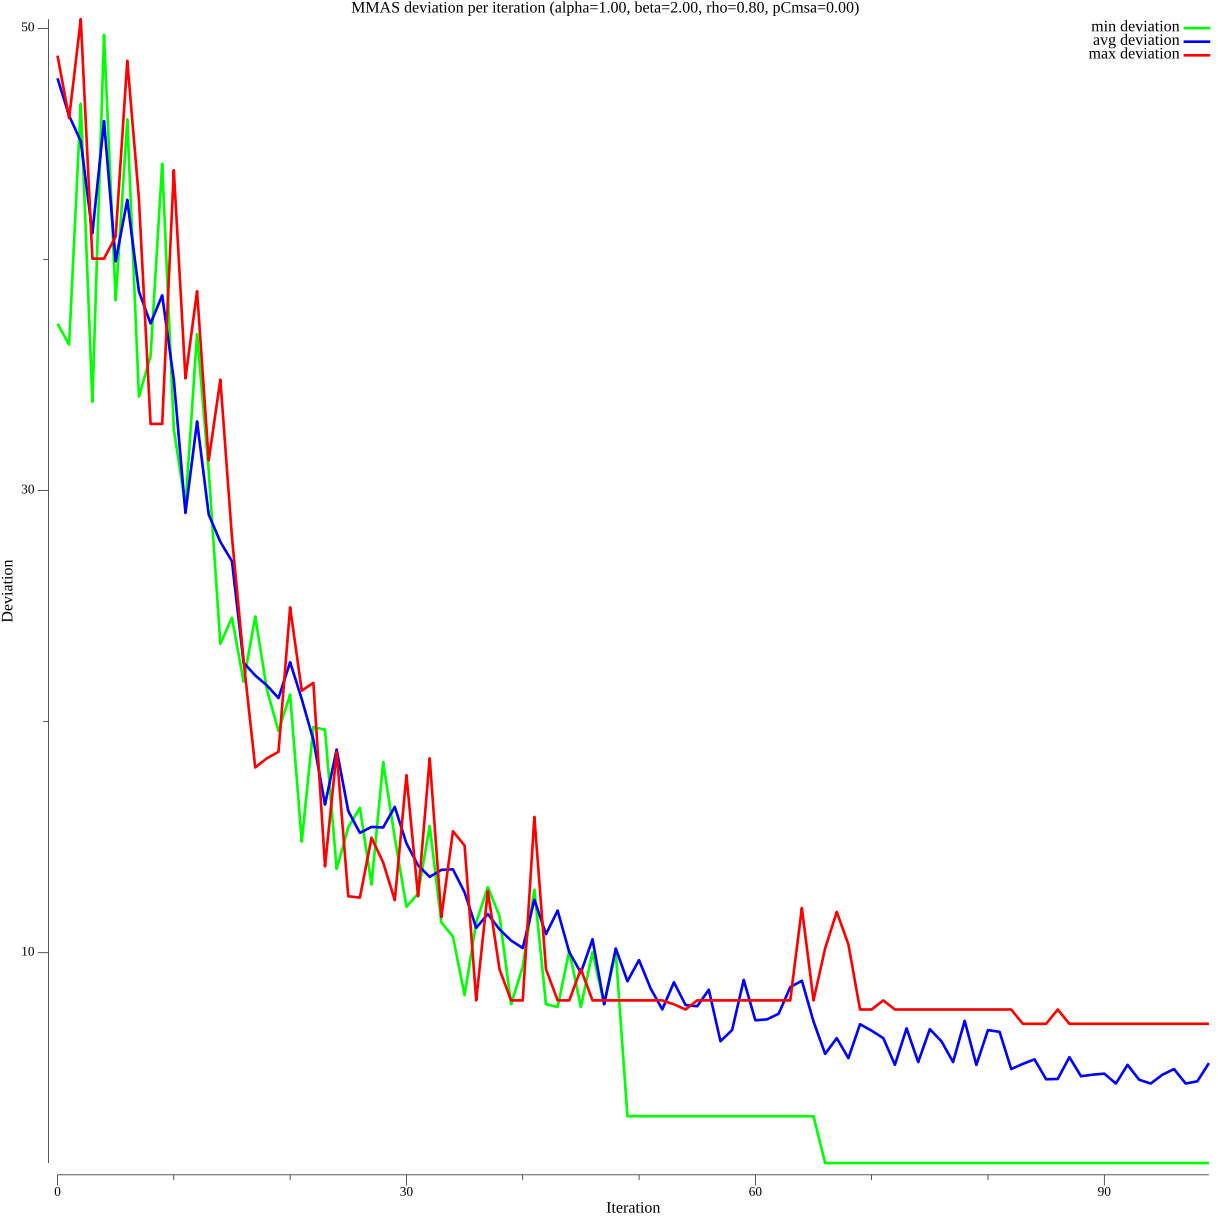 MMAS deviation per iteration (alpha=1.00, beta=2.00, rho=0.80, pCmsa=0.00)
min deviation
avg deviation
max deviation
50
30
10
Deviation
0
30
60
90
Iteration